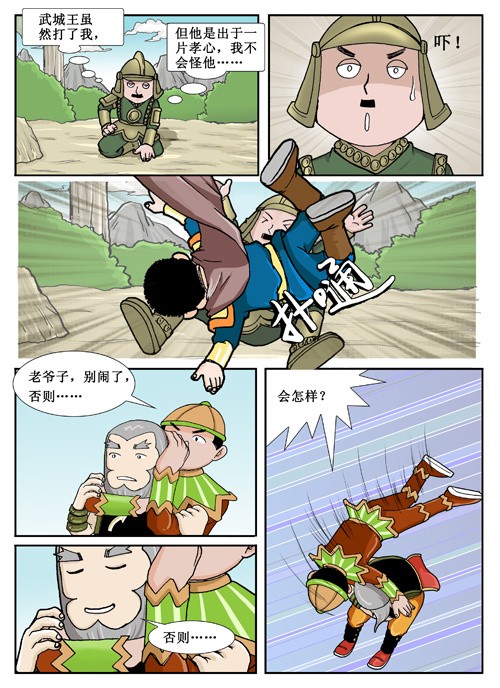 武城王虽
然打了我，
但他是出于一
片孝心，我不
会怪他……
吓！
扑嗵
老爷子，别闹了，
否则……
会怎样？
否则……